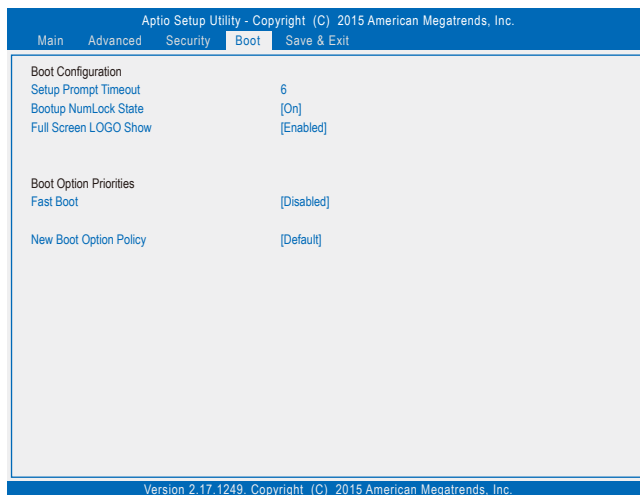 Aptio Setup Utility - Copyright (C) 2015 American Megatrends, Inc.
Main Advanced Security Boot Save & Exit
Boot Configuration
Setup Prompt Timeout 6
Bootup NumLock State [On]
Full Screen LOGO Show [Enabled]
Boot Option Priorities
Fast Boot [Disabled]
New Boot Option Policy [Default]
Version 2.17.1249. Copyright (C) 2015 American Megatrends, Inc.